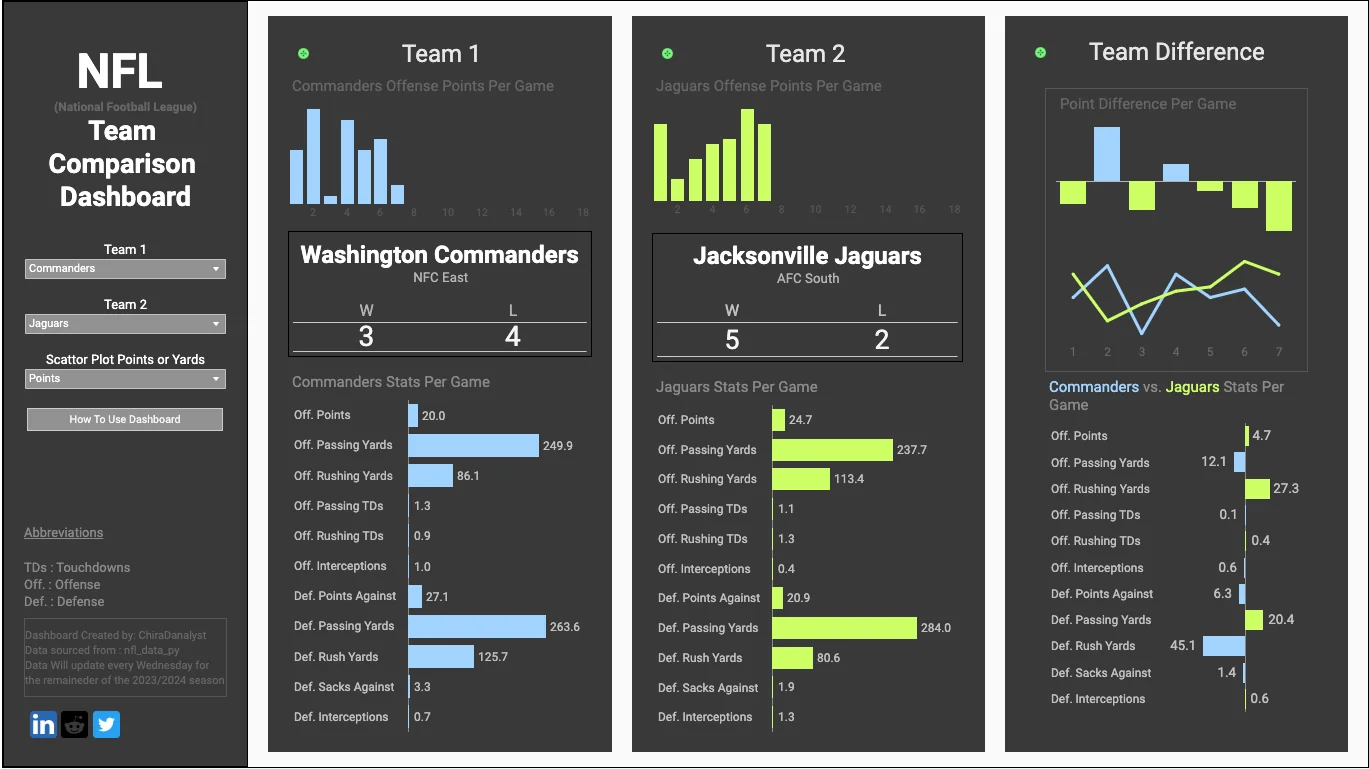 NFL
(National Football League)
Team
Comparison
Dashboard
Team 1
Commanders
Team 2
Jaguars
Scattor Plot Points or Yards
Points
How To Use Dashboard
Abbreviations
TDs : Touchdowns
Off. : Offense
Def. : Defense
Dashboard Created by: ChiraDanalyst
Data sourced from : nfl_data_py
Data Will update every Wednesday for
the remaineder of the 2023/2024 season
in
Team 1
Commanders Offense Points Per Game
2 4 6 8 10 12 14 16 18
Washington Commanders
NFC East
W L
3 4
Commanders Stats Per Game
Off. Points 20.0
Off. Passing Yards 249.9
Off. Rushing Yards 86.1
Off. Passing TDs 1.3
Off. Rushing TDs 0.9
Off. Interceptions 1.0
Def. Points Against 27.1
Def. Passing Yards 263.6
Def. Rush Yards 125.7
Def. Sacks Against 3.3
Def. Interceptions 0.7
Team 2
Jaguars Offense Points Per Game
2 4 6 8 10 12 14 16 18
Jacksonville Jaguars
AFC South
W L
5 2
Jaguars Stats Per Game
Off. Points 24.7
Off. Passing Yards 237.7
Off. Rushing Yards 113.4
Off. Passing TDs 1.1
Off. Rushing TDs 1.3
Off. Interceptions 0.4
Def. Points Against 20.9
Def. Passing Yards 284.0
Def. Rush Yards 80.6
Def. Sacks Against 1.9
Def. Interceptions 1.3
Team Difference
Point Difference Per Game
1 2 3 4 5 6 7
Commanders vs. Jaguars Stats Per
Game
Off. Points 4.7
Off. Passing Yards 12.1
Off. Rushing Yards 27.3
Off. Passing TDs 0.1
Off. Rushing TDs 0.4
Off. Interceptions 0.6
Def. Points Against 6.3
Def. Passing Yards 20.4
Def. Rush Yards 45.1
Def. Sacks Against 1.4
Def. Interceptions 0.6